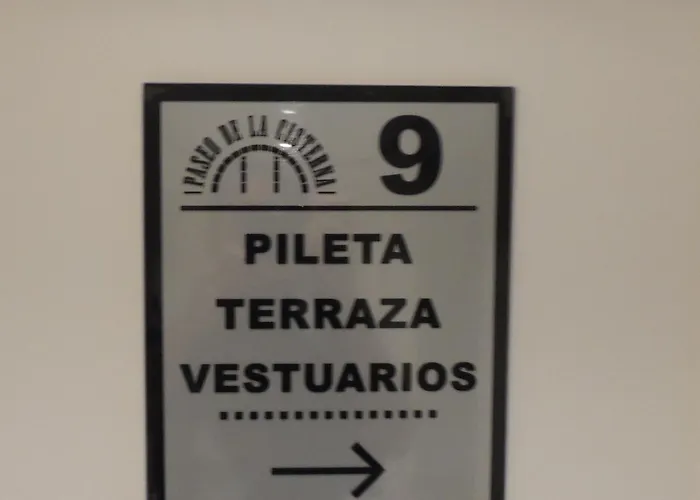 PASEO DE LA CISTERNA
9
PILETA
TERRAZA
VESTUARIOS